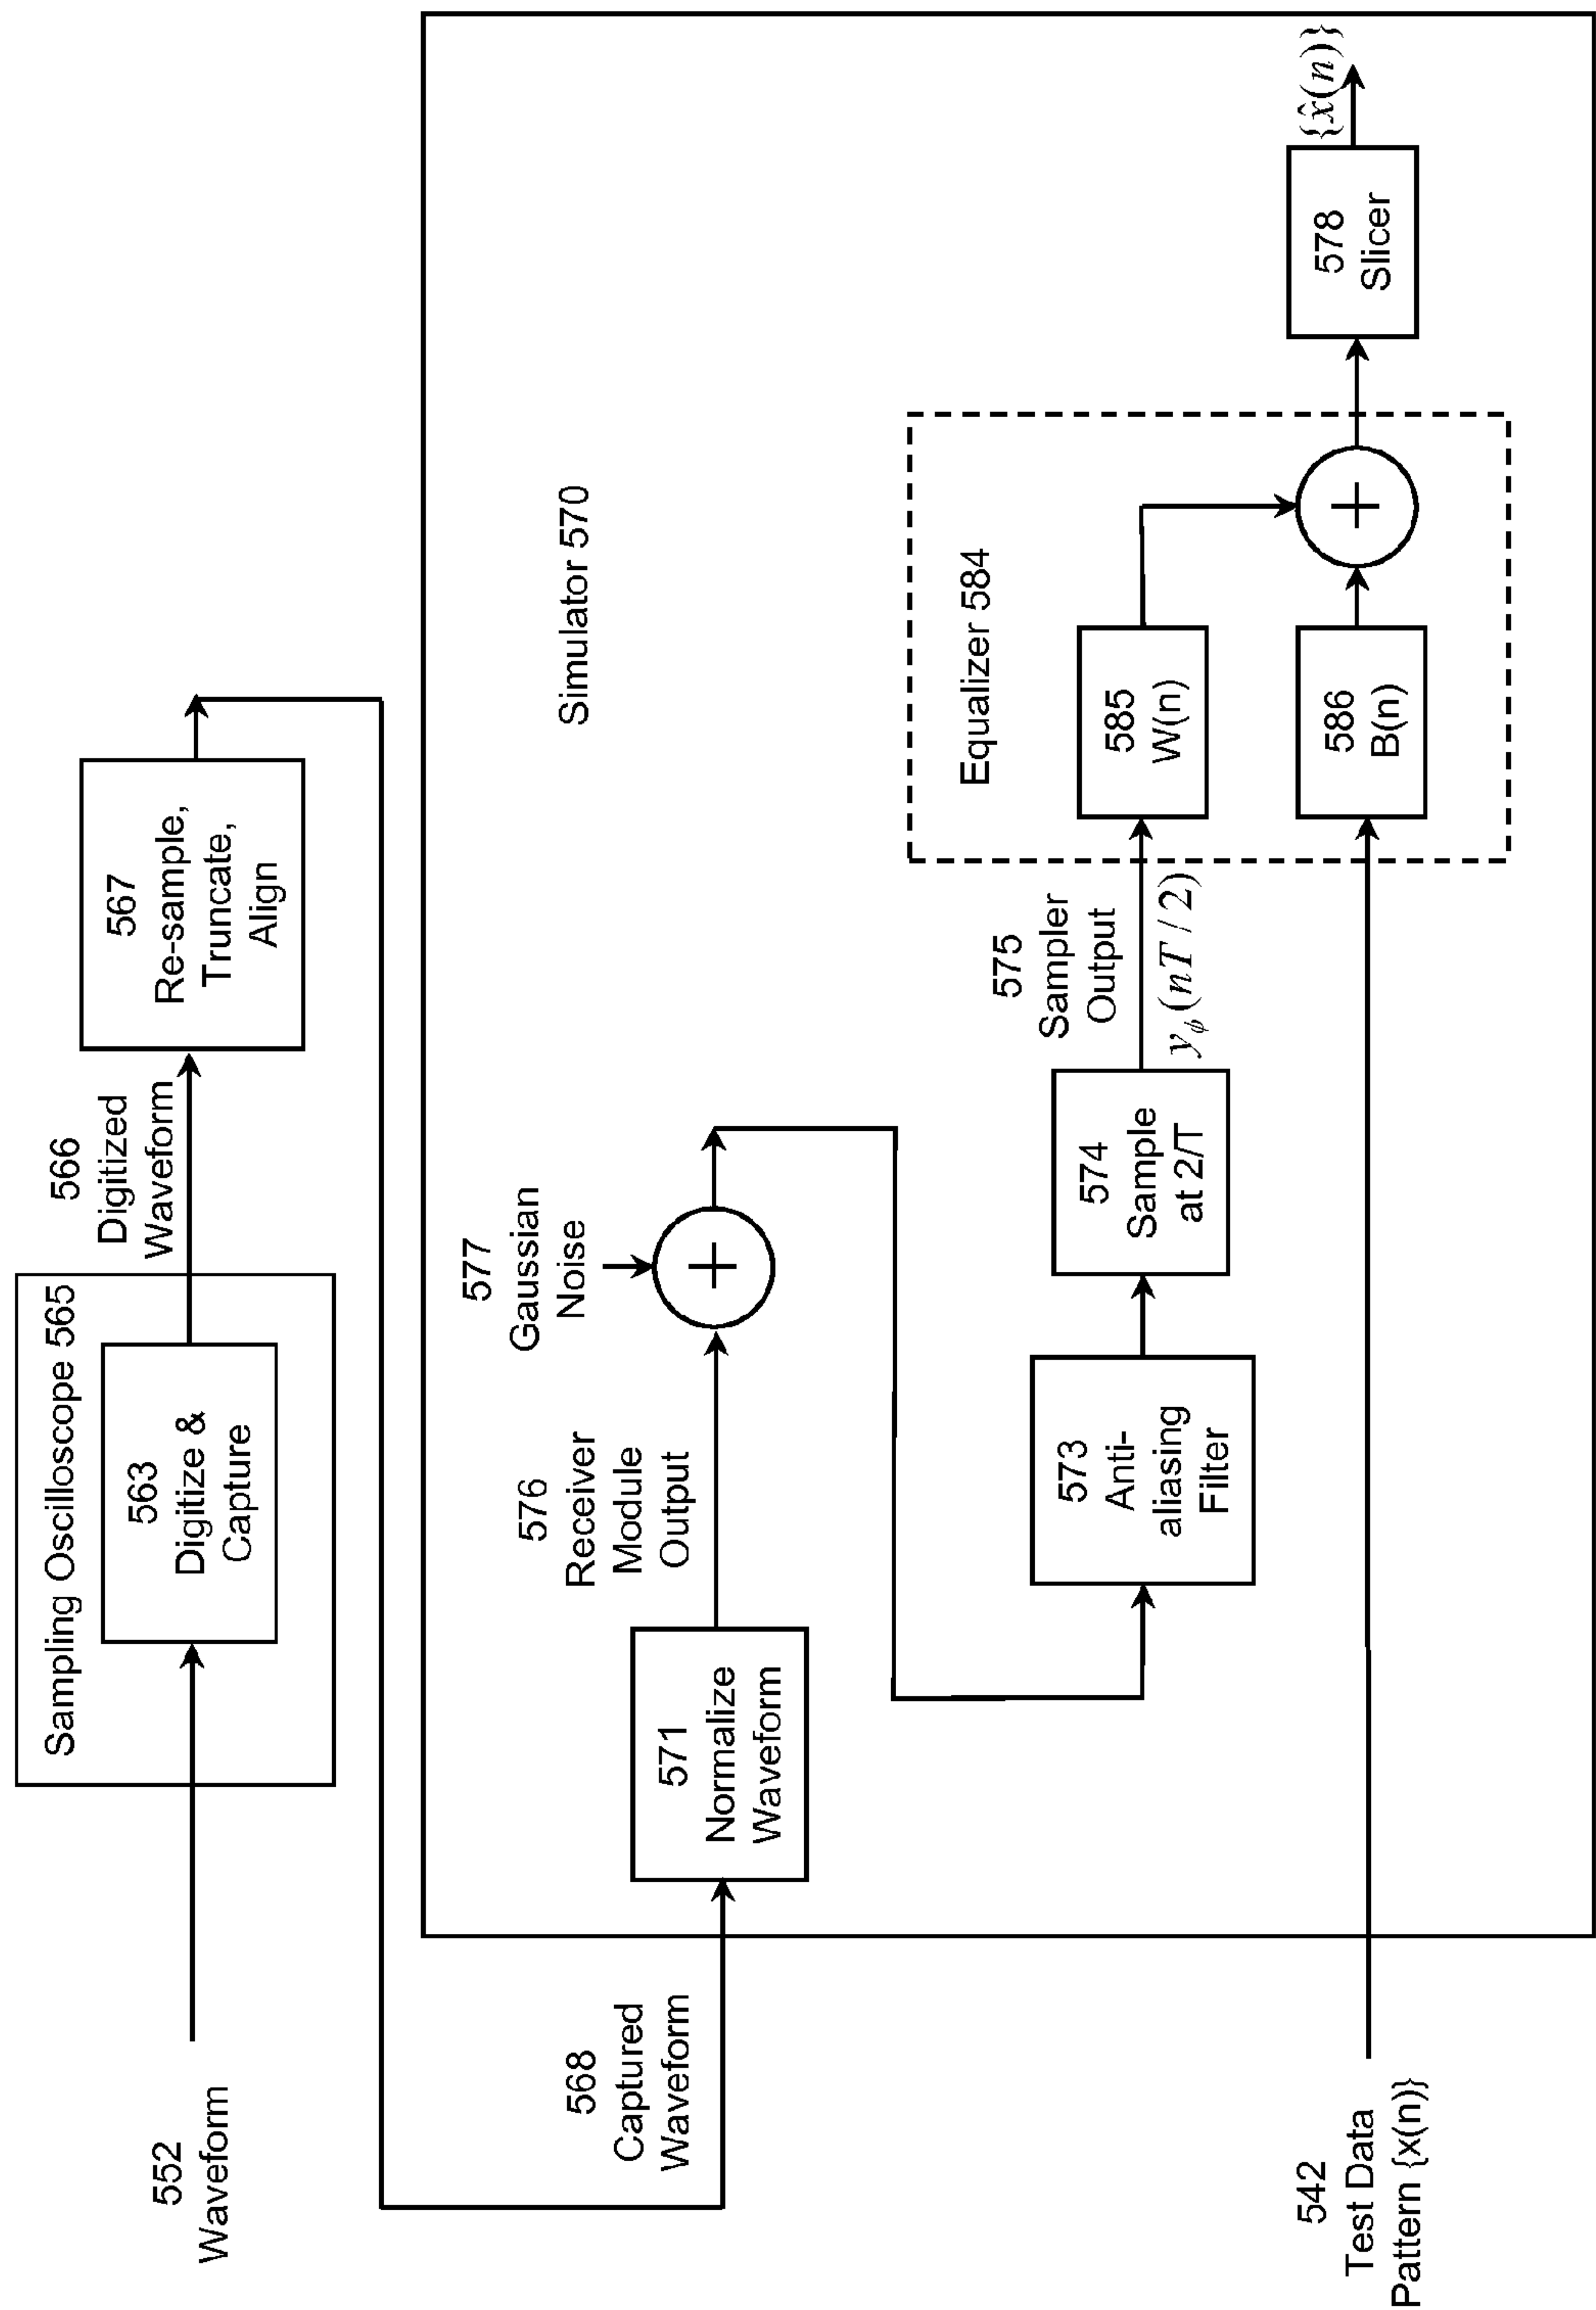 552
Waveform
Sampling Oscilloscope 565
563
Digitize &
Capture
566
Digitized
Waveform
567
Re-sample,
Truncate,
Align
Simulator 570
568
Captured
Waveform
571
Normalize
Waveform
576
Receiver
Module
Output
577
Gaussian
Noise
+
573
Anti-
aliasing
Filter
574
Sample
at 2/T
575
Sampler
Output
yϕ(nT / 2)
Equalizer 584
585
W(n)
586
B(n)
+
578
Slicer
{x̂(n)}
542
Test Data
Pattern {x(n)}